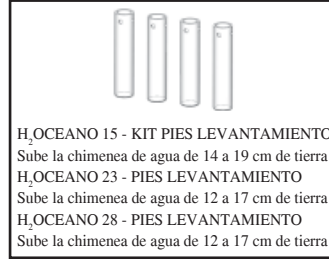 H₂OCEANO 15 - KIT PIES LEVANTAMIENTO
Sube la chimenea de agua de 14 a 19 cm de tierra
H₂OCEANO 23 - PIES LEVANTAMIENTO
Sube la chimenea de agua de 12 a 17 cm de tierra
H₂OCEANO 28 - PIES LEVANTAMIENTO
Sube la chimenea de agua de 12 a 17 cm de tierra